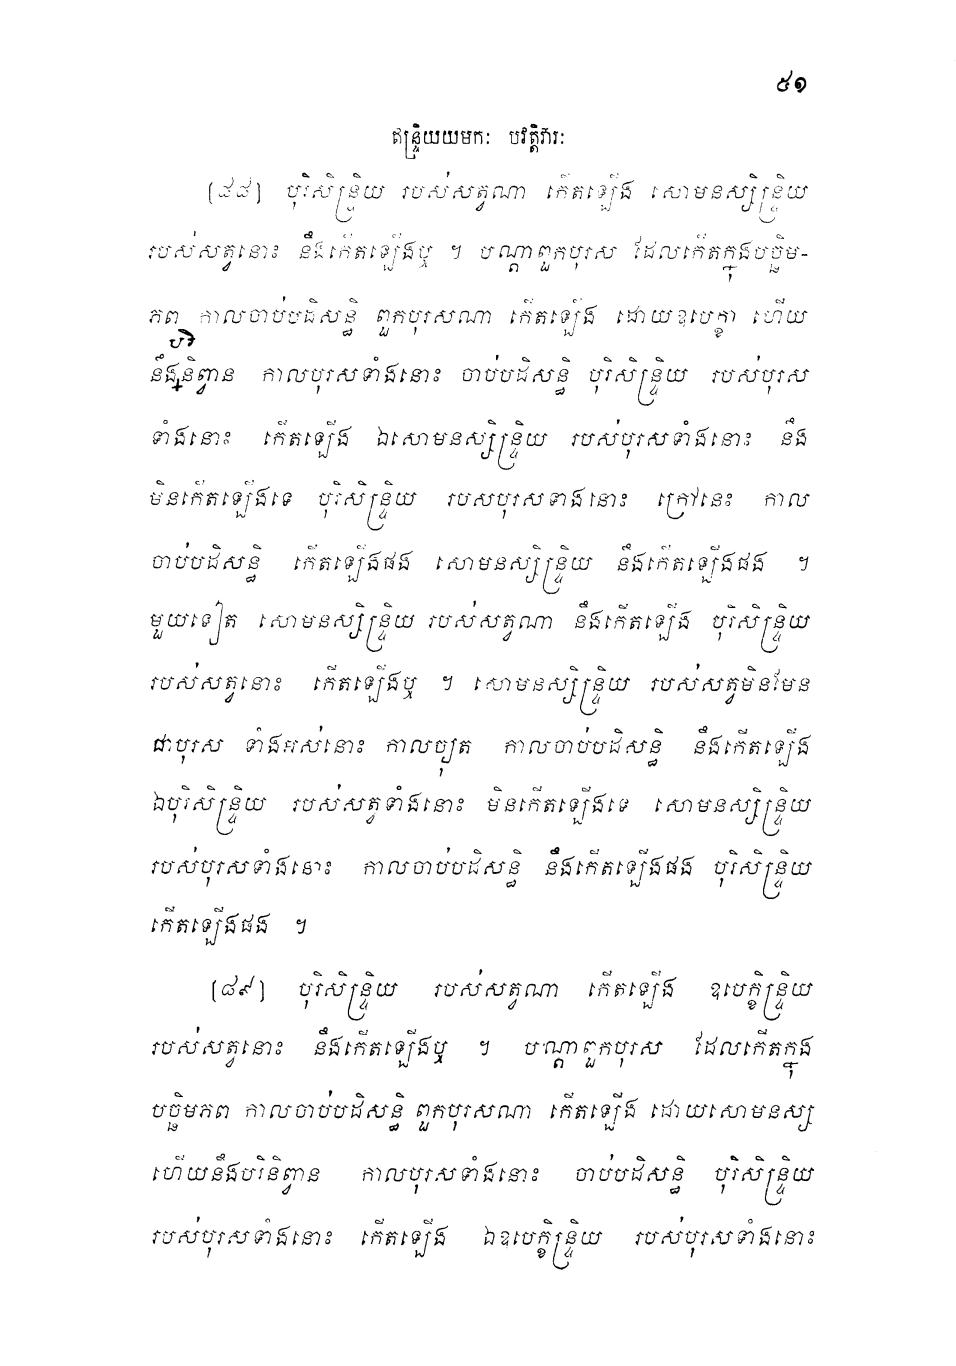 ៥១
ឥន្ទ្រិយយមកៈ បវត្តិវារៈ
[៨៨] បុរិសិន្ទ្រិយ របស់សត្វណា កើតឡើង សោមនស្សិន្ទ្រិយ
របស់សត្វនោះ នឹងកើតឡើងឬ ។ បណ្តាពួកបុរស ដែលកើតក្នុងបច្ឆិម-
ភព កាលចាប់បដិសន្ធិ ពួកបុរសណា កើតឡើង ដោយឧបេក្ខា ហើយ
នឹងបរិនិព្វាន កាលបុរសទាំងនោះ ចាប់បដិសន្ធិ បុរិសិន្ទ្រិយ របស់បុរស
ទាំងនោះ កើតឡើង ឯសោមនស្សិន្ទ្រិយ របស់បុរសទាំងនោះ នឹង
មិនកើតឡើងទេ បុរិសិន្ទ្រិយ របសបុរសទាងនោះ ក្រៅនេះ កាល
ចាប់បដិសន្ធិ កើតឡើងផង សោមនស្សិន្ទ្រិយ នឹងកើតឡើងផង ។
មួយទៀត សោមនស្សិន្ទ្រិយ របស់សត្វណា នឹងកើតឡើង បុរិសិន្ទ្រិយ
របស់សត្វនោះ កើតឡើងឬ ។ សោមនស្សិន្ទ្រិយ របស់សត្វមិនមែន
ជាបុរស ទាំងអស់នោះ កាលច្យុត កាលចាប់បដិសន្ធិ នឹងកើតឡើង
ឯបុរិសិន្ទ្រិយ របស់សត្វទាំងនោះ មិនកើតឡើងទេ សោមនស្សិន្ទ្រិយ
របស់បុរសទាំងនោះ កាលចាប់បដិសន្ធិ នឹងកើតឡើងផង បុរិសិន្ទ្រិយ
កើតឡើងផង ។
[៨៩] បុរិសិន្ទ្រិយ របស់សត្វណា កើតឡើង ឧបេក្ខិន្ទ្រិយ
របស់សត្វនោះ នឹងកើតឡើងឬ ។ បណ្តាពួកបុរស ដែលកើតក្នុង
បច្ឆិមភព កាលចាប់បដិសន្ធិ ពួកបុរសណា កើតឡើង ដោយសោមនស្ស
ហើយនឹងបរិនិព្វាន កាលបុរសទាំងនោះ ចាប់បដិសន្ធិ បុរិសិន្ទ្រិយ
របស់បុរសទាំងនោះ កើតឡើង ឯឧបេក្ខិន្ទ្រិយ របស់បុរសទាំងនោះ